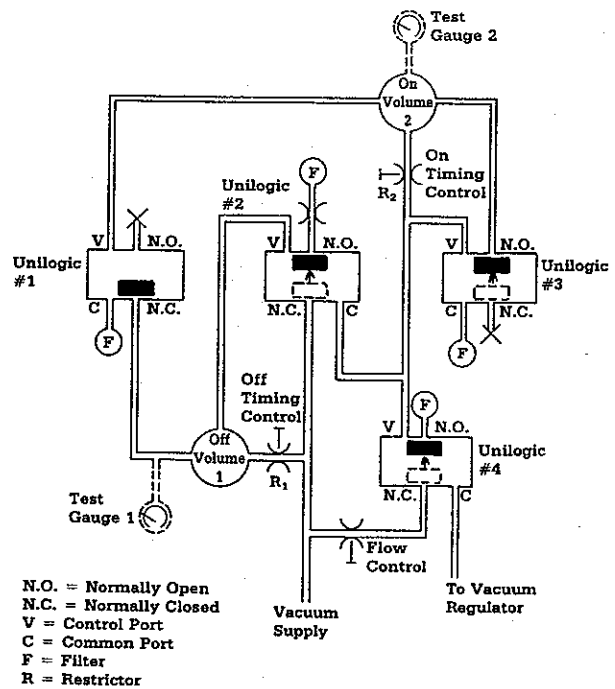 Test
Gauge 2
On
Volume
2
On
Timing
Control
R2
F
Unilogic
#2
V
N.O.
Unilogic
#1
C
N.C.
F
V
N.O.
N.C.
C
V
N.O.
Unilogic
#3
C
N.C.
F
Off
Timing
Control
F
V
N.O.
Unilogic
#4
N.C.
C
Off
Volume
1
R1
Test
Gauge 1
Flow
Control
N.O. = Normally Open
N.C. = Normally Closed
V = Control Port
C = Common Port
F = Filter
R = Restrictor
Vacuum
Supply
To Vacuum
Regulator